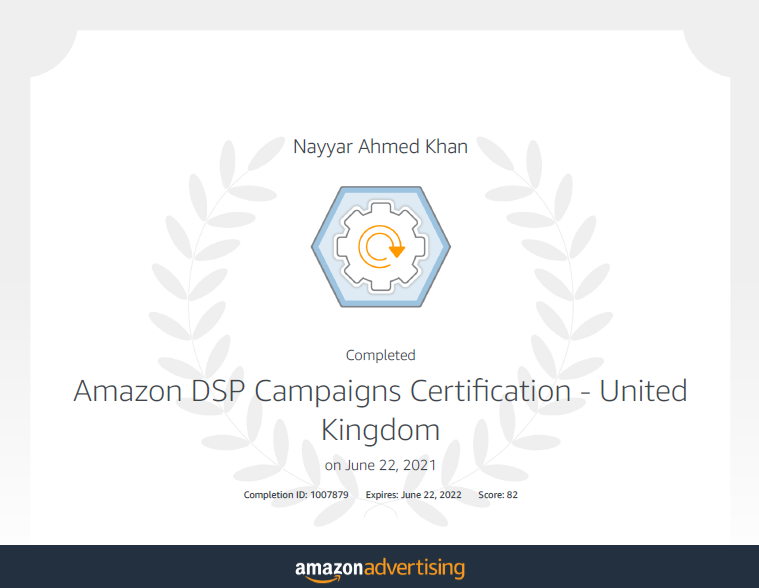 Nayyar Ahmed Khan
Completed
Amazon DSP Campaigns Certification - United
Kingdom
on June 22, 2021
Completion ID: 1007879 Expires: June 22, 2022 Score: 82
amazonadvertising